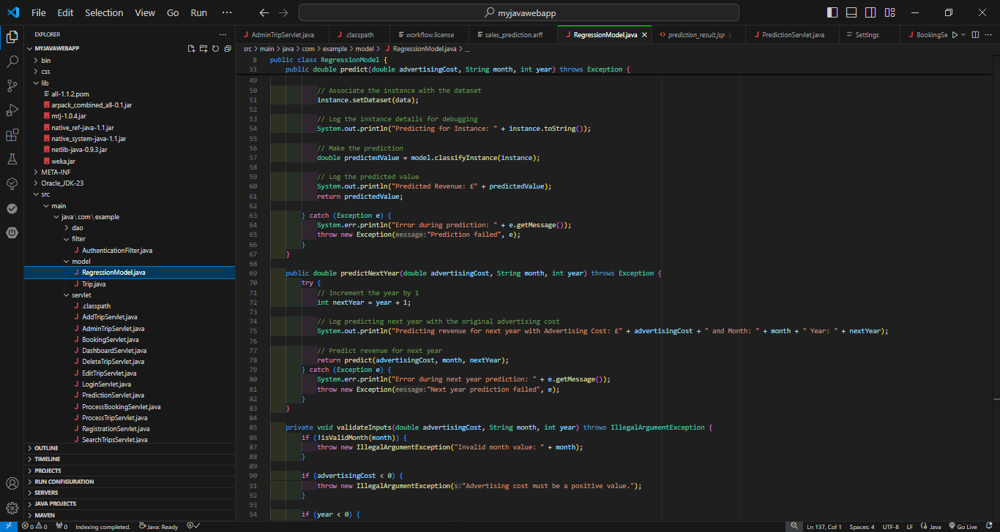 File Edit Selection View Go Run ··· myjavawebapp
EXPLORER ···
MYJAVAWEBAPP
bin
css
lib
all-1.1.2.pom
arpack_combined_all-0.1.jar
mtj-1.0.4.jar
native_ref-java-1.1.jar
native_system-java-1.1.jar
netlib-java-0.9.3.jar
weka.jar
META-INF
Oracle_JDK-23
src
main
java\com\example
dao
filter
AuthenticationFilter.java
model
RegressionModel.java
Trip.java
servlet
.classpath
AddTripServlet.java
AdminTripServlet.java
BookingServlet.java
DashboardServlet.java
DeleteTripServlet.java
EditTripServlet.java
LoginServlet.java
PredictionServlet.java
ProcessBookingServlet.java
ProcessTripServlet.java
RegistrationServlet.java
SearchTripsServlet.java
OUTLINE
TIMELINE
PROJECTS
RUN CONFIGURATION
SERVERS
JAVA PROJECTS
MAVEN
AdminTripServlet.java .classpath workflow.license sales_prediction.arff RegressionModel.java prediction_result.jsp .\ PredictionServlet.java Settings BookingSe ···
src > main > java > com > example > model > RegressionModel.java > ...
8 public class RegressionModel {
33 public double predict(double advertisingCost, String month, int year) throws Exception {
49
50 // Associate the instance with the dataset
51 instance.setDataset(data);
52
53 // Log the instance details for debugging
54 System.out.println("Predicting for Instance: " + instance.toString());
55
56 // Make the prediction
57 double predictedValue = model.classifyInstance(instance);
58
59 // Log the predicted value
60 System.out.println("Predicted Revenue: £" + predictedValue);
61 return predictedValue;
62
63 } catch (Exception e) {
64 System.err.println("Error during prediction: " + e.getMessage());
65 throw new Exception(message:"Prediction failed", e);
66 }
67 }
68
69 public double predictNextYear(double advertisingCost, String month, int year) throws Exception {
70 try {
71 // Increment the year by 1
72 int nextYear = year + 1;
73
74 // Log predicting next year with the original advertising cost
75 System.out.println("Predicting revenue for next year with Advertising Cost: £" + advertisingCost + " and Month: " + month + " Year: " + nextYear);
76
77 // Predict revenue for next year
78 return predict(advertisingCost, month, nextYear);
79 } catch (Exception e) {
80 System.err.println("Error during next year prediction: " + e.getMessage());
81 throw new Exception(message:"Next year prediction failed", e);
82 }
83 }
84
85 private void validateInputs(double advertisingCost, String month, int year) throws IllegalArgumentException {
86 if (!isValidMonth(month)) {
87 throw new IllegalArgumentException("Invalid month value: " + month);
88 }
89
90 if (advertisingCost < 0) {
91 throw new IllegalArgumentException(s:"Advertising cost must be a positive value.");
92 }
93
94 if (year < 0) {
0 0 0 Indexing completed. Java: Ready Ln 137, Col 1 Spaces: 4 UTF-8 LF {} Java Go Live